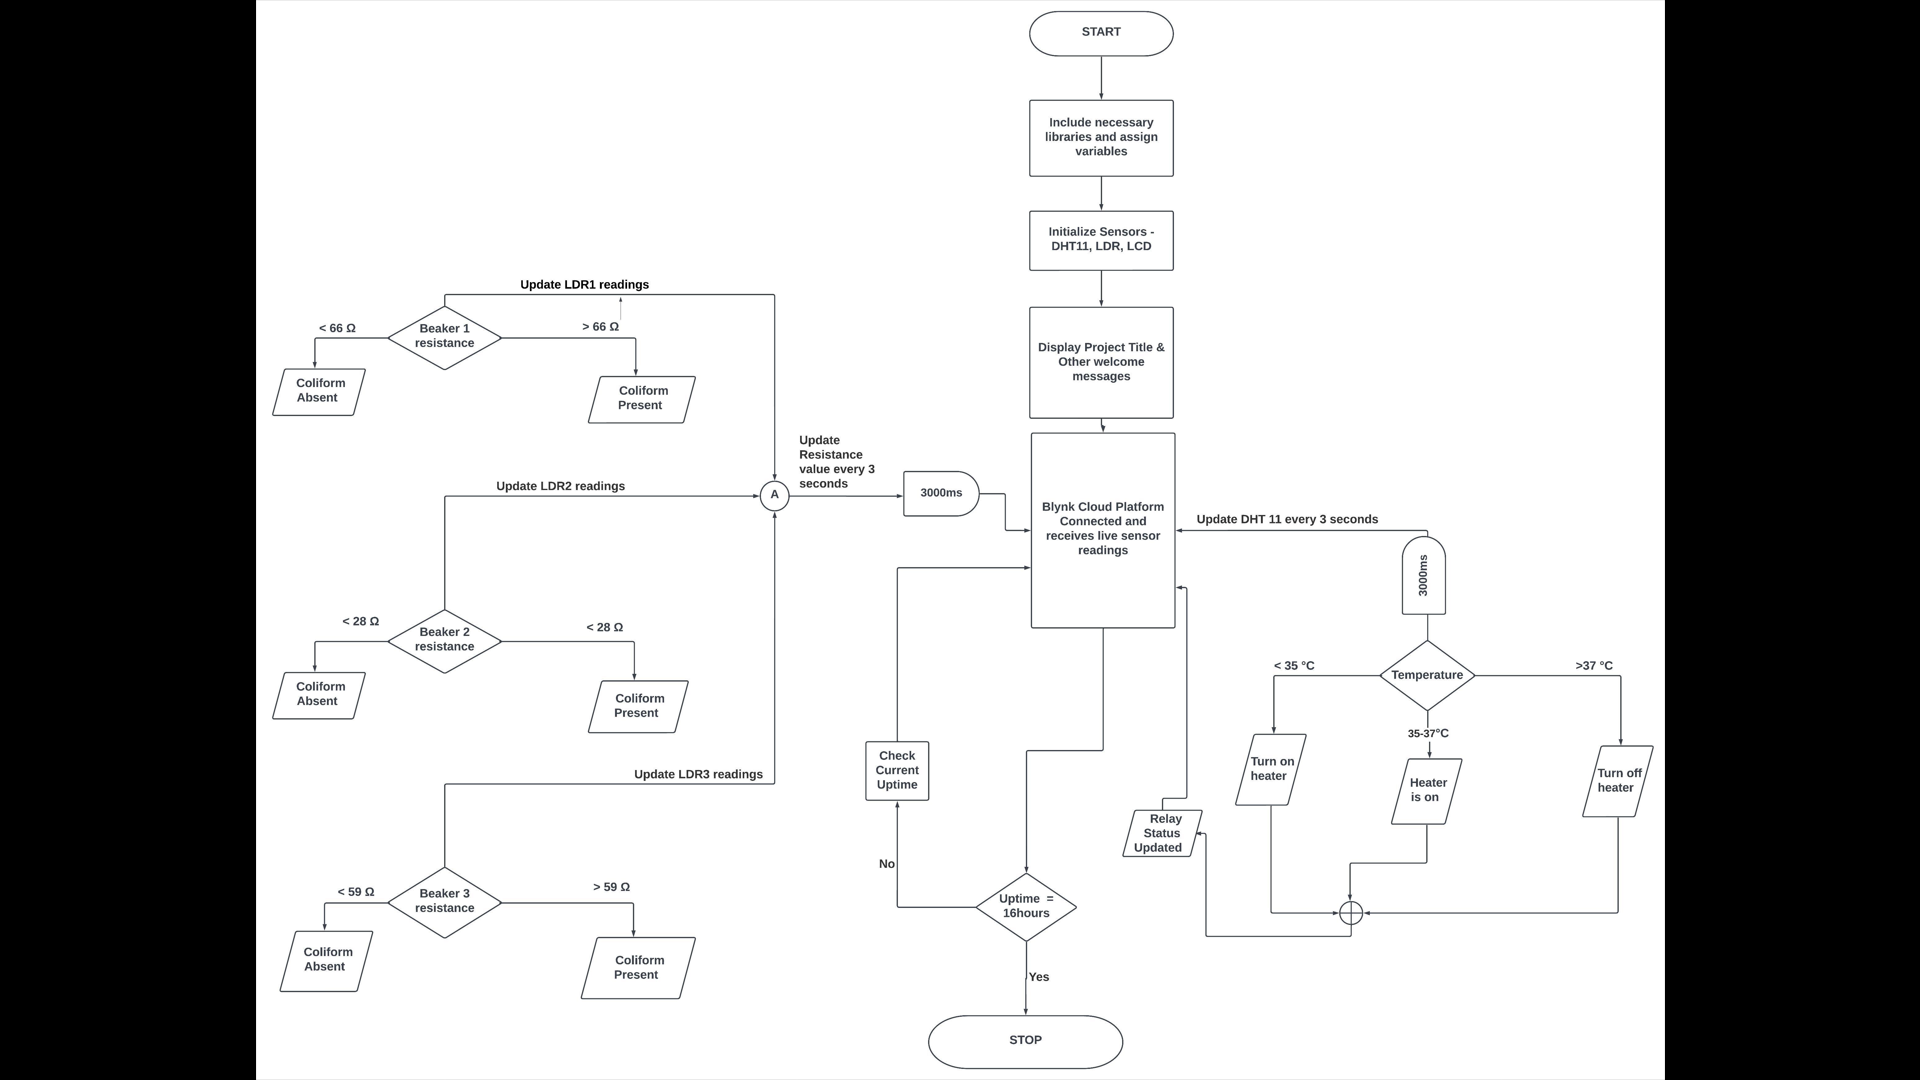 START
Include necessary
libraries and assign
variables
Initialize Sensors -
DHT11, LDR, LCD
Display Project Title &
Other welcome
messages
Blynk Cloud Platform
Connected and
receives live sensor
readings
Update LDR1 readings
< 66 Ω
Beaker 1
resistance
> 66 Ω
Coliform
Absent
Coliform
Present
Update
Resistance
value every 3
seconds
Update LDR2 readings
A
3000ms
< 28 Ω
Beaker 2
resistance
< 28 Ω
Coliform
Absent
Coliform
Present
Update LDR3 readings
< 59 Ω
Beaker 3
resistance
> 59 Ω
Coliform
Absent
Coliform
Present
Update DHT 11 every 3 seconds
3000ms
< 35 °C
Temperature
>37 °C
35-37°C
Turn on
heater
Heater
is on
Turn off
heater
Relay
Status
Updated
Check
Current
Uptime
No
Uptime =
16hours
Yes
STOP